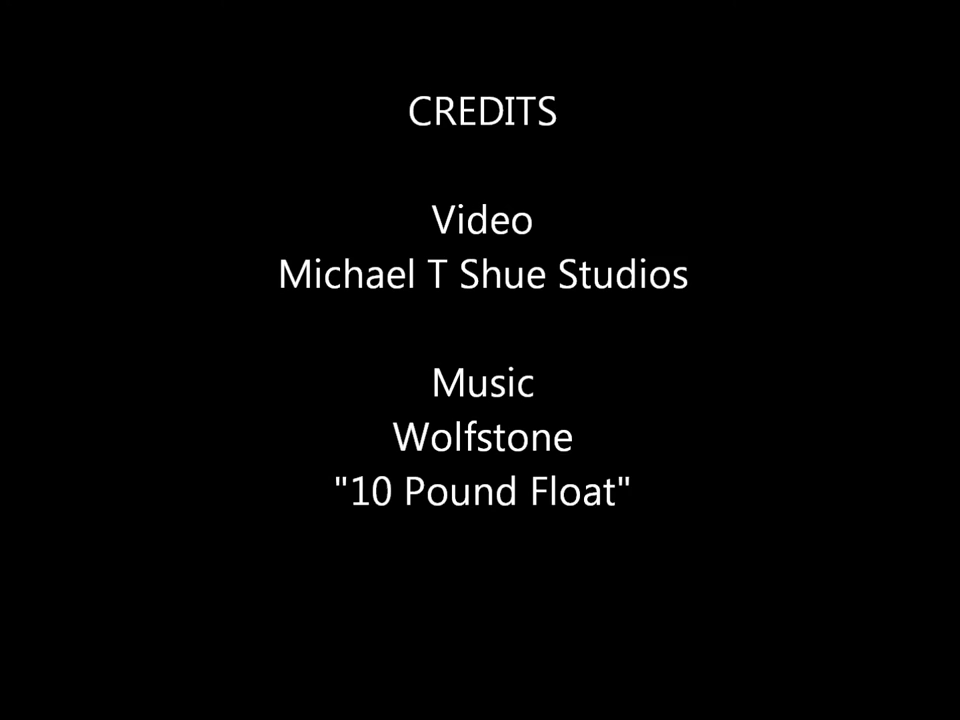 CREDITS
Video
Michael T Shue Studios
Music
Wolfstone
"10 Pound Float"